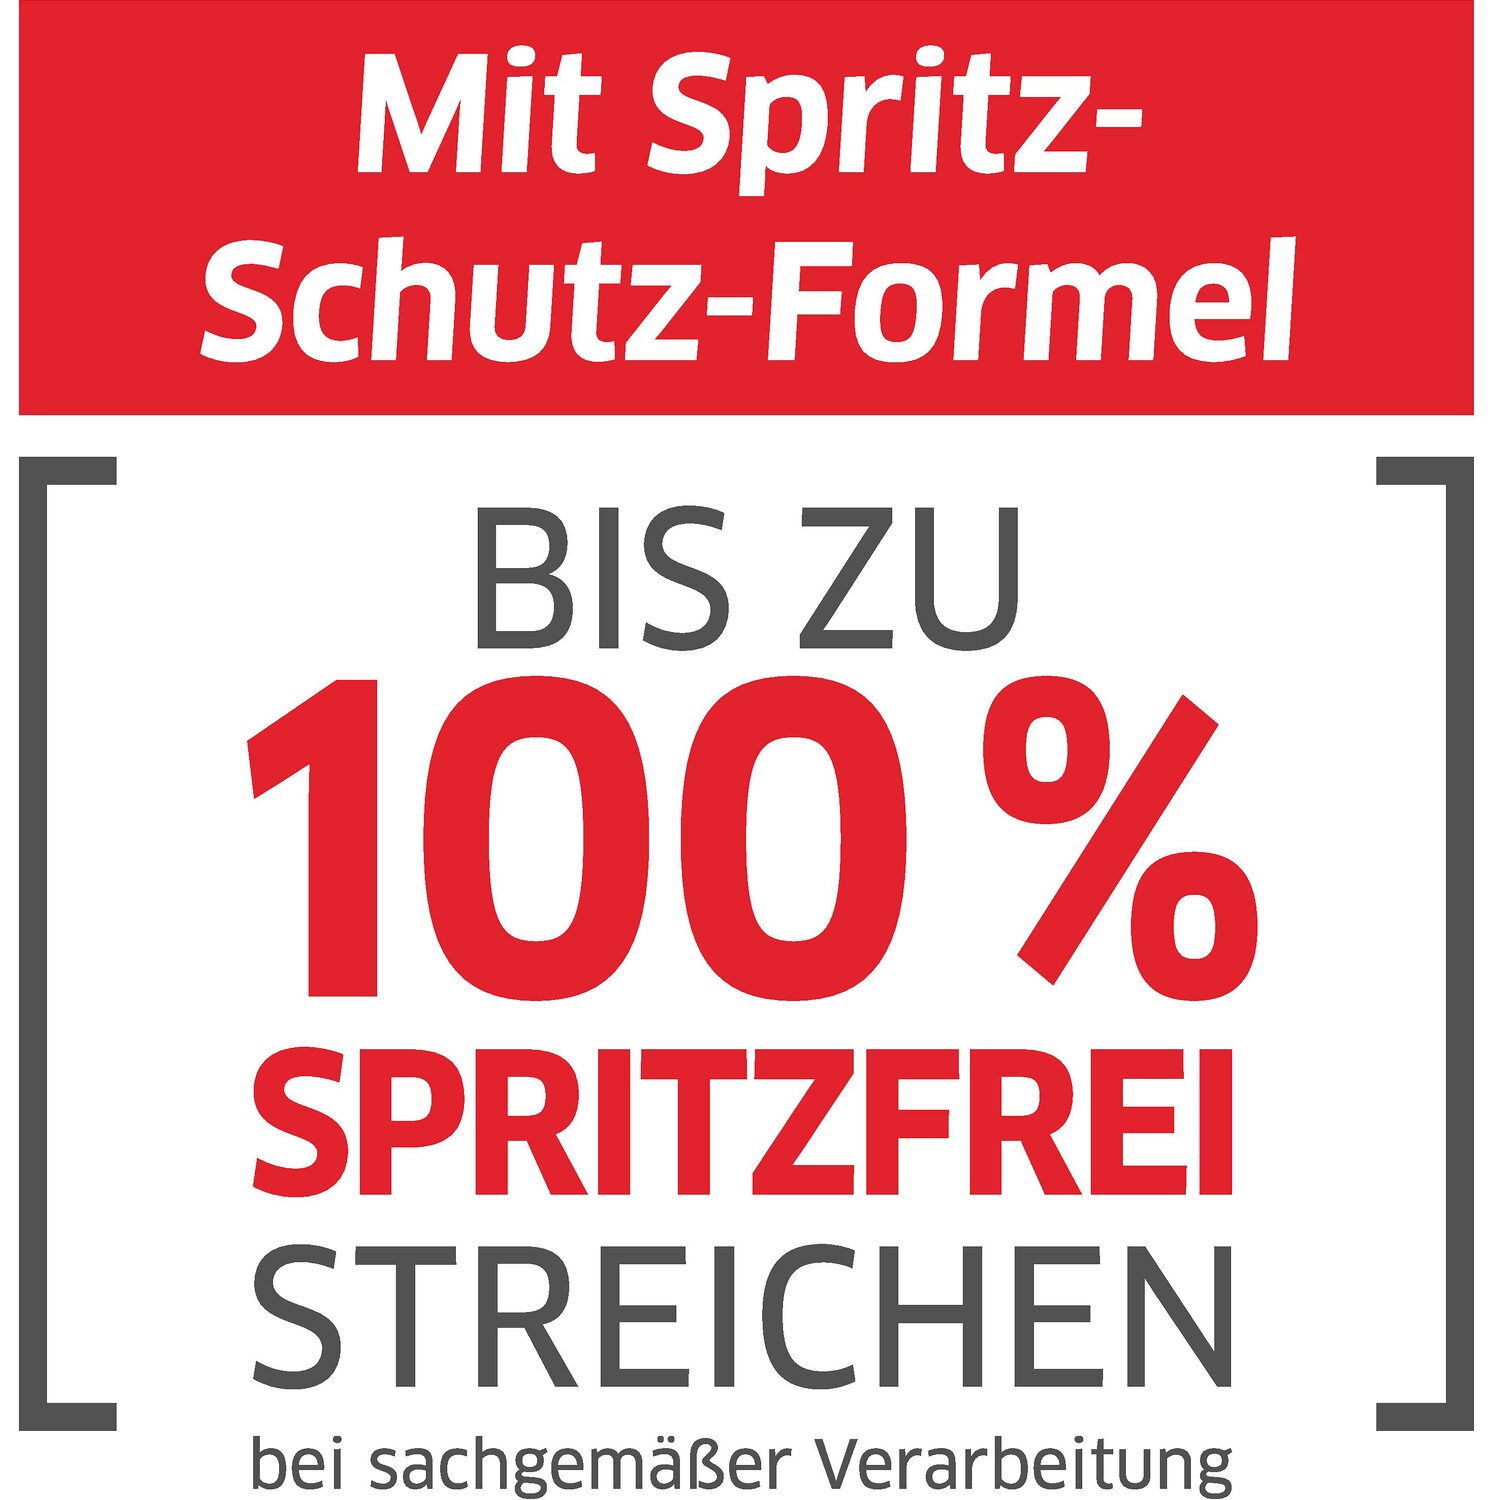 Mit Spritz-
Schutz-Formel
BIS ZU
100 %
SPRITZFREI
STREICHEN
bei sachgemäßer Verarbeitung